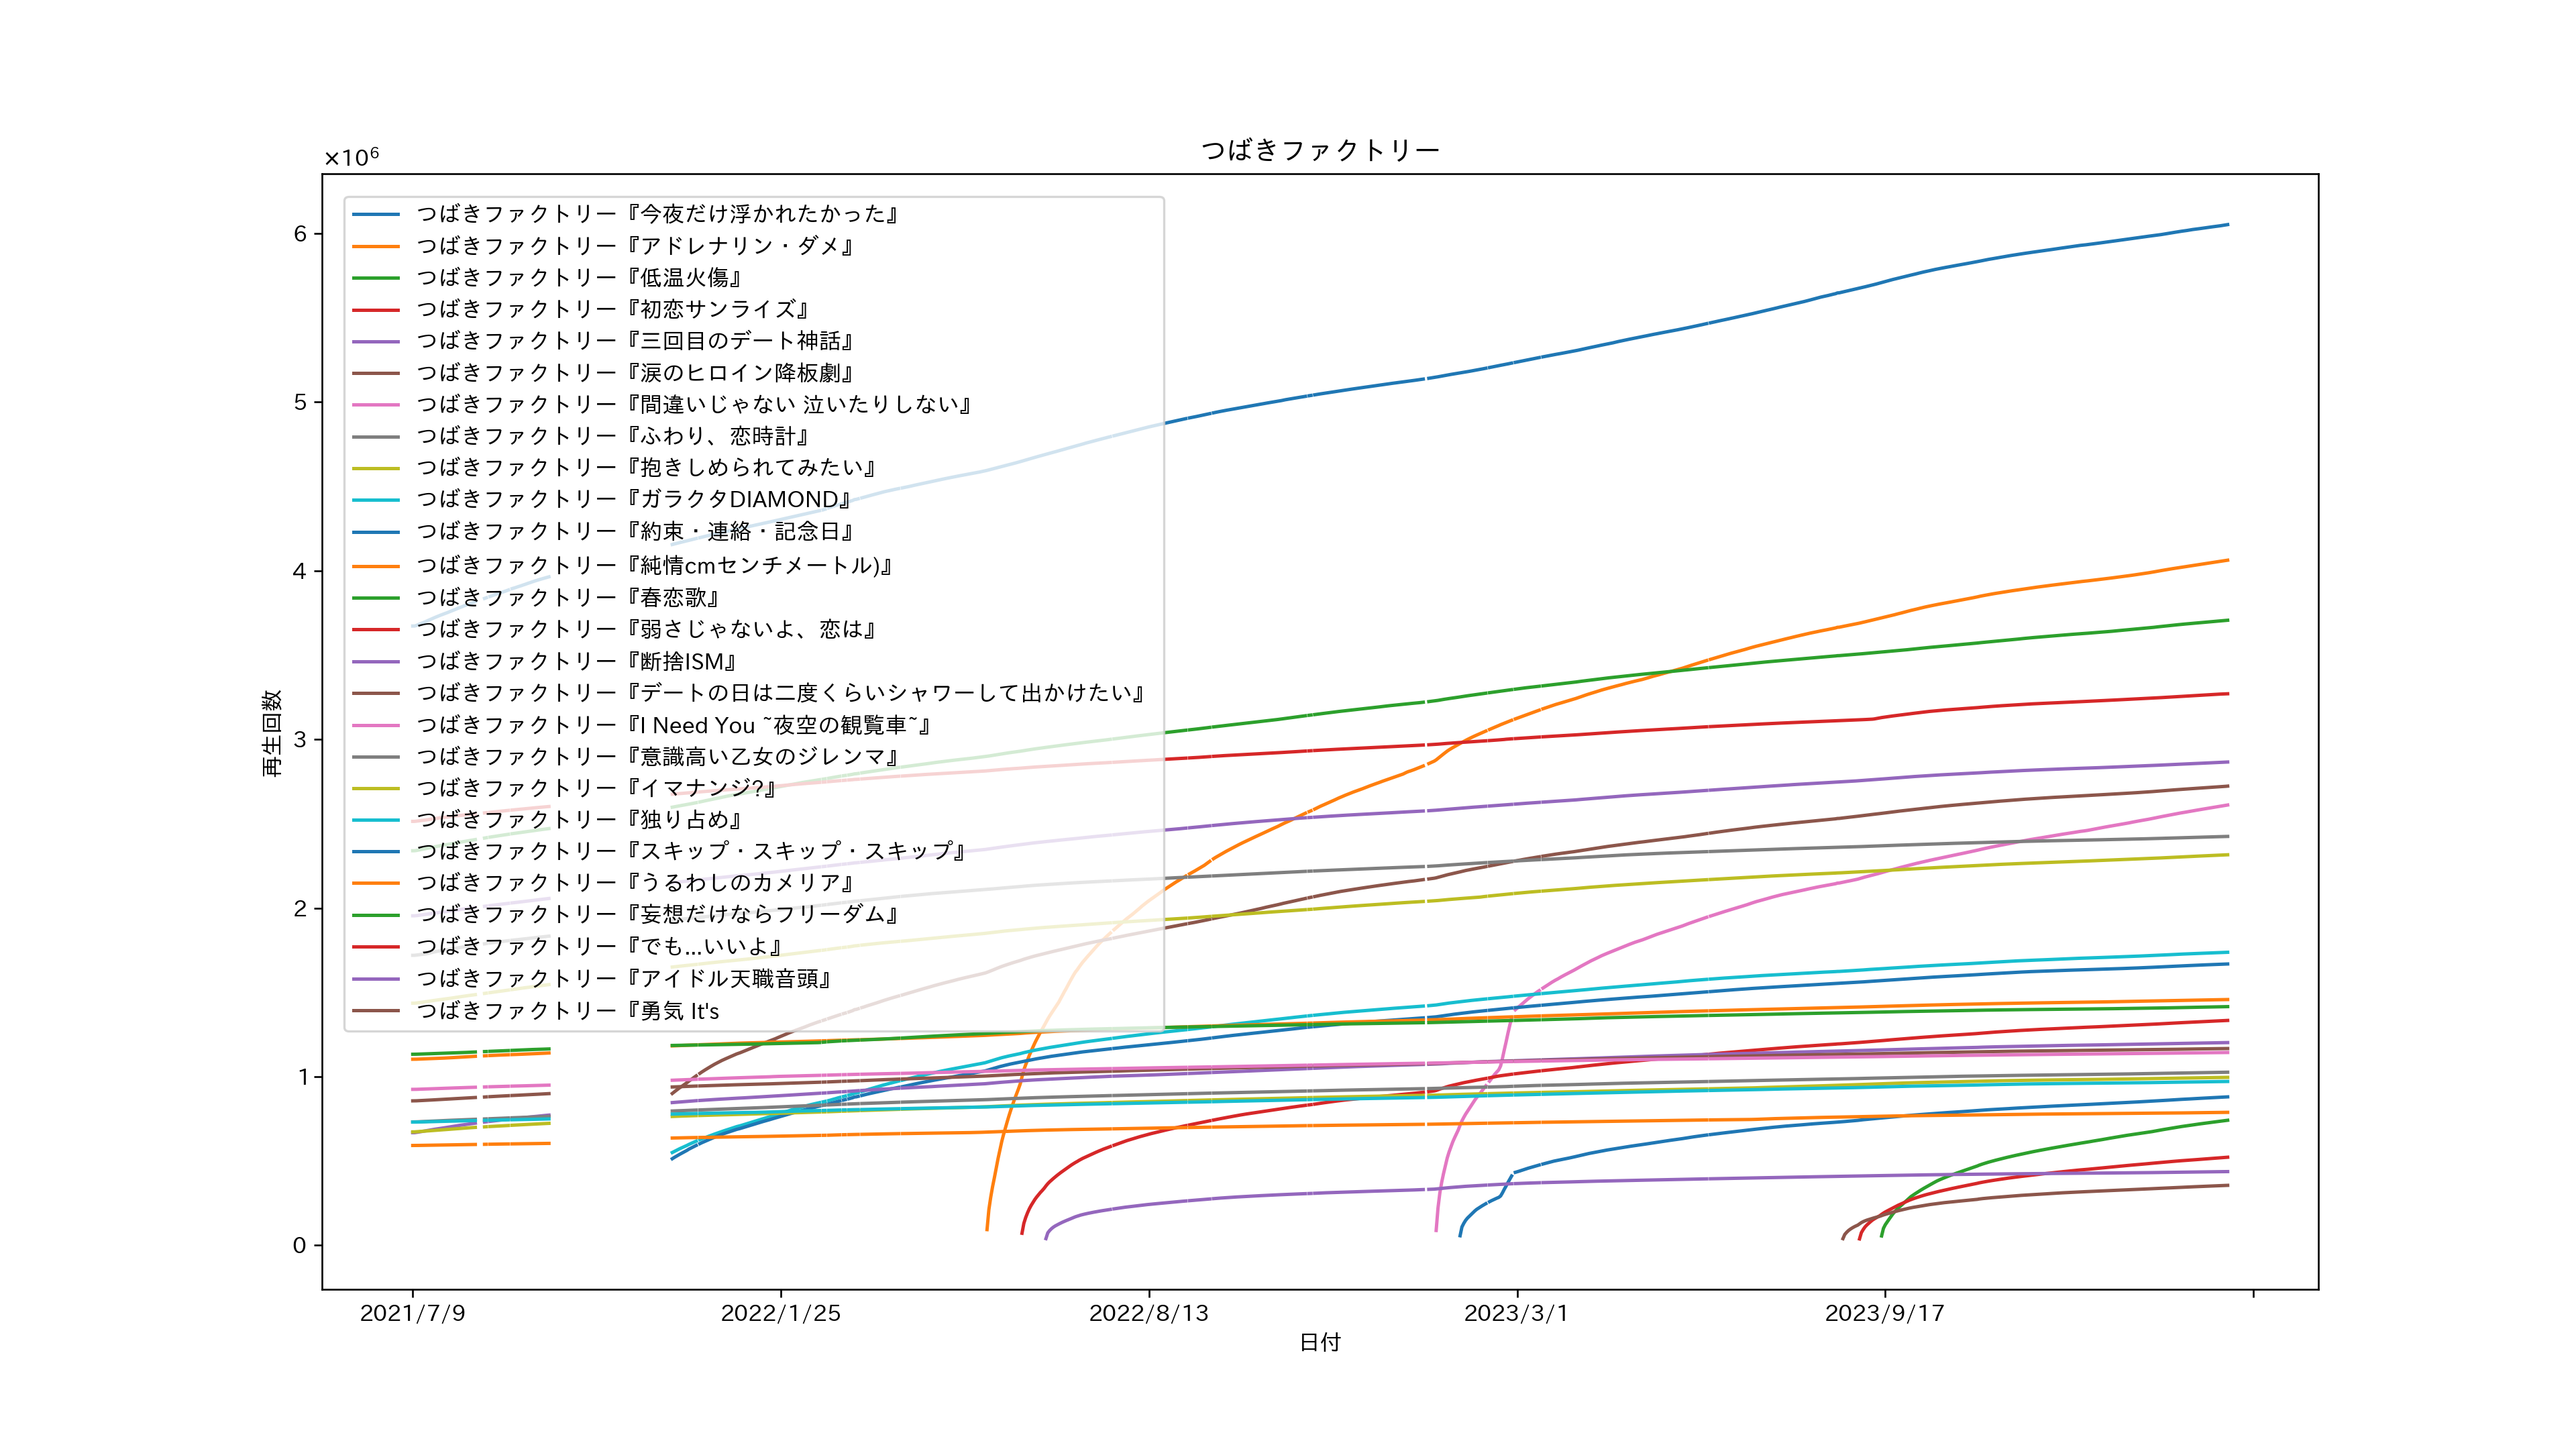 つばきファクトリー
×10⁶
つばきファクトリー『今夜だけ浮かれたかった』
つばきファクトリー『アドレナリン・ダメ』
つばきファクトリー『低温火傷』
つばきファクトリー『初恋サンライズ』
つばきファクトリー『三回目のデート神話』
つばきファクトリー『涙のヒロイン降板劇』
つばきファクトリー『間違いじゃない 泣いたりしない』
つばきファクトリー『ふわり、恋時計』
つばきファクトリー『抱きしめられてみたい』
つばきファクトリー『ガラクタDIAMOND』
つばきファクトリー『約束・連絡・記念日』
つばきファクトリー『純情cmセンチメートル)』
つばきファクトリー『春恋歌』
つばきファクトリー『弱さじゃないよ、恋は』
つばきファクトリー『断捨ISM』
つばきファクトリー『デートの日は二度くらいシャワーして出かけたい』
つばきファクトリー『I Need You ~夜空の観覧車~』
つばきファクトリー『意識高い乙女のジレンマ』
つばきファクトリー『イマナンジ?』
つばきファクトリー『独り占め』
つばきファクトリー『スキップ・スキップ・スキップ』
つばきファクトリー『うるわしのカメリア』
つばきファクトリー『妄想だけならフリーダム』
つばきファクトリー『でも...いいよ』
つばきファクトリー『アイドル天職音頭』
つばきファクトリー『勇気 It's
再生回数
6
5
4
3
2
1
0
2021/7/9 2022/1/25 2022/8/13 2023/3/1 2023/9/17
日付